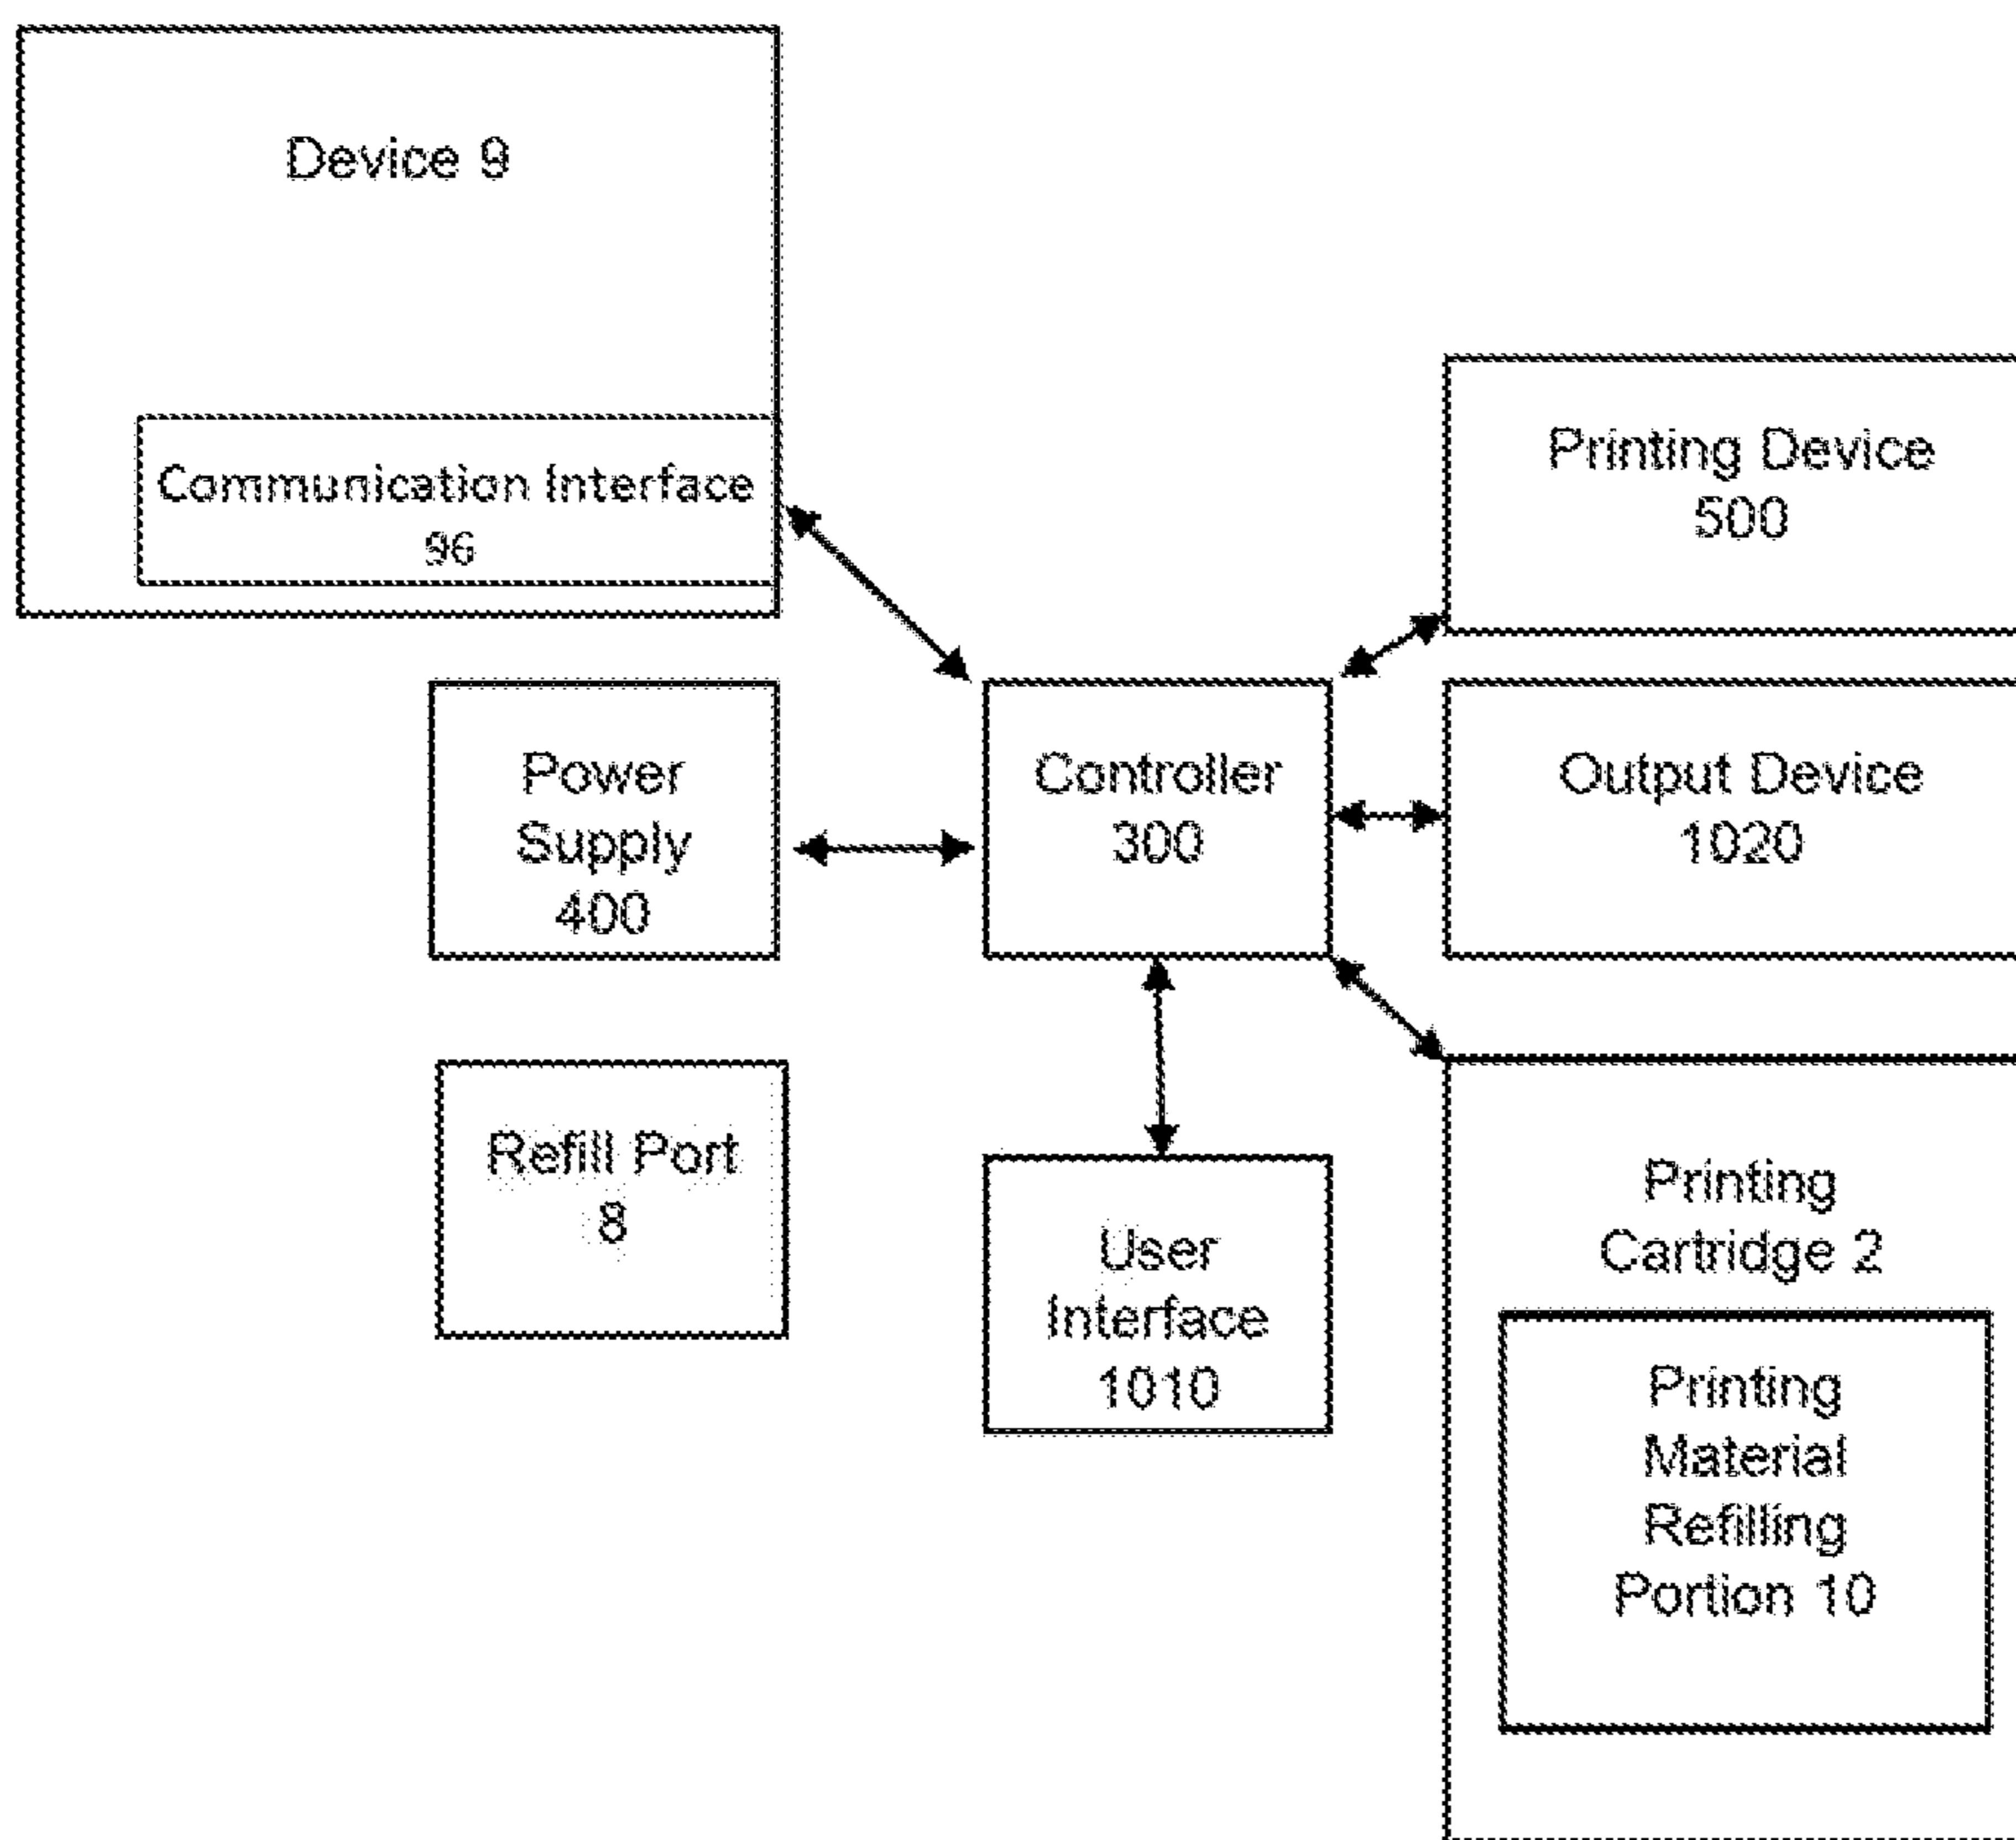 Device 9
Communication Interface
96
Printing Device
500
Power
Supply
400
Controller
300
Output Device
1020
Refill Port
8
User
Interface
1010
Printing
Cartridge 2
Printing
Material
Refilling
Portion 10